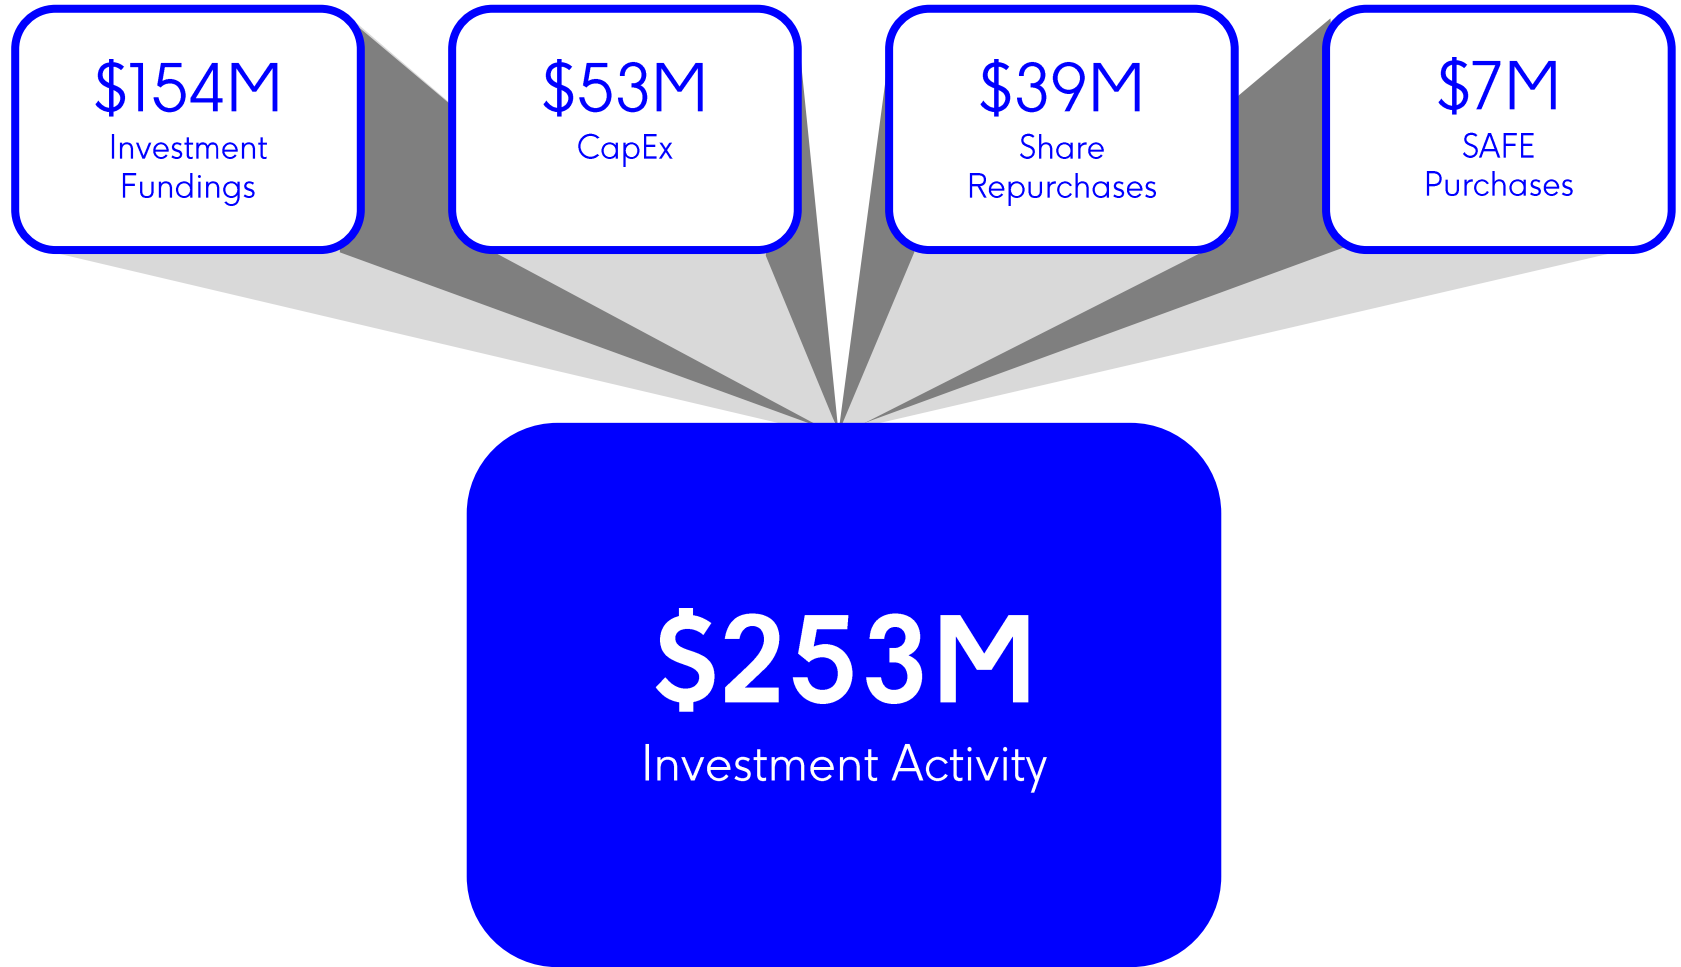 $154M
Investment
Fundings
$53M
CapEx
$39M
Share
Repurchases
$7M
SAFE
Purchases
$253M
Investment Activity